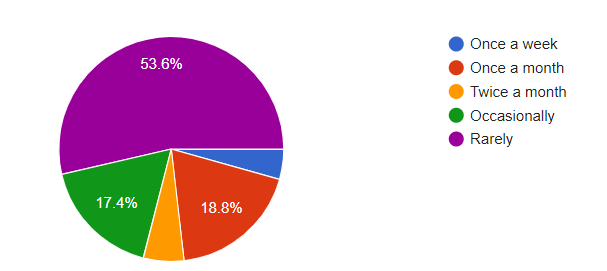 53.6%
17.4%
18.8%
Once a week
Once a month
Twice a month
Occasionally
Rarely